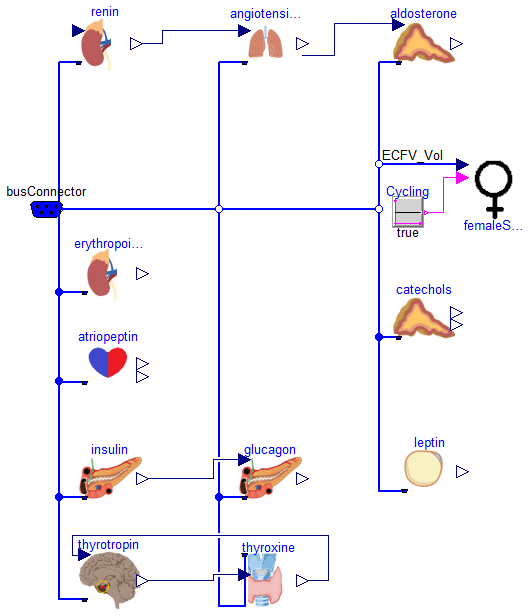 renin
angiotensi...
aldosterone
ECFV_Vol
busConnector
Cycling
true
femaleS...
erythropoi...
catechols
atriopeptin
insulin
glucagon
leptin
thyrotropin
thyroxine